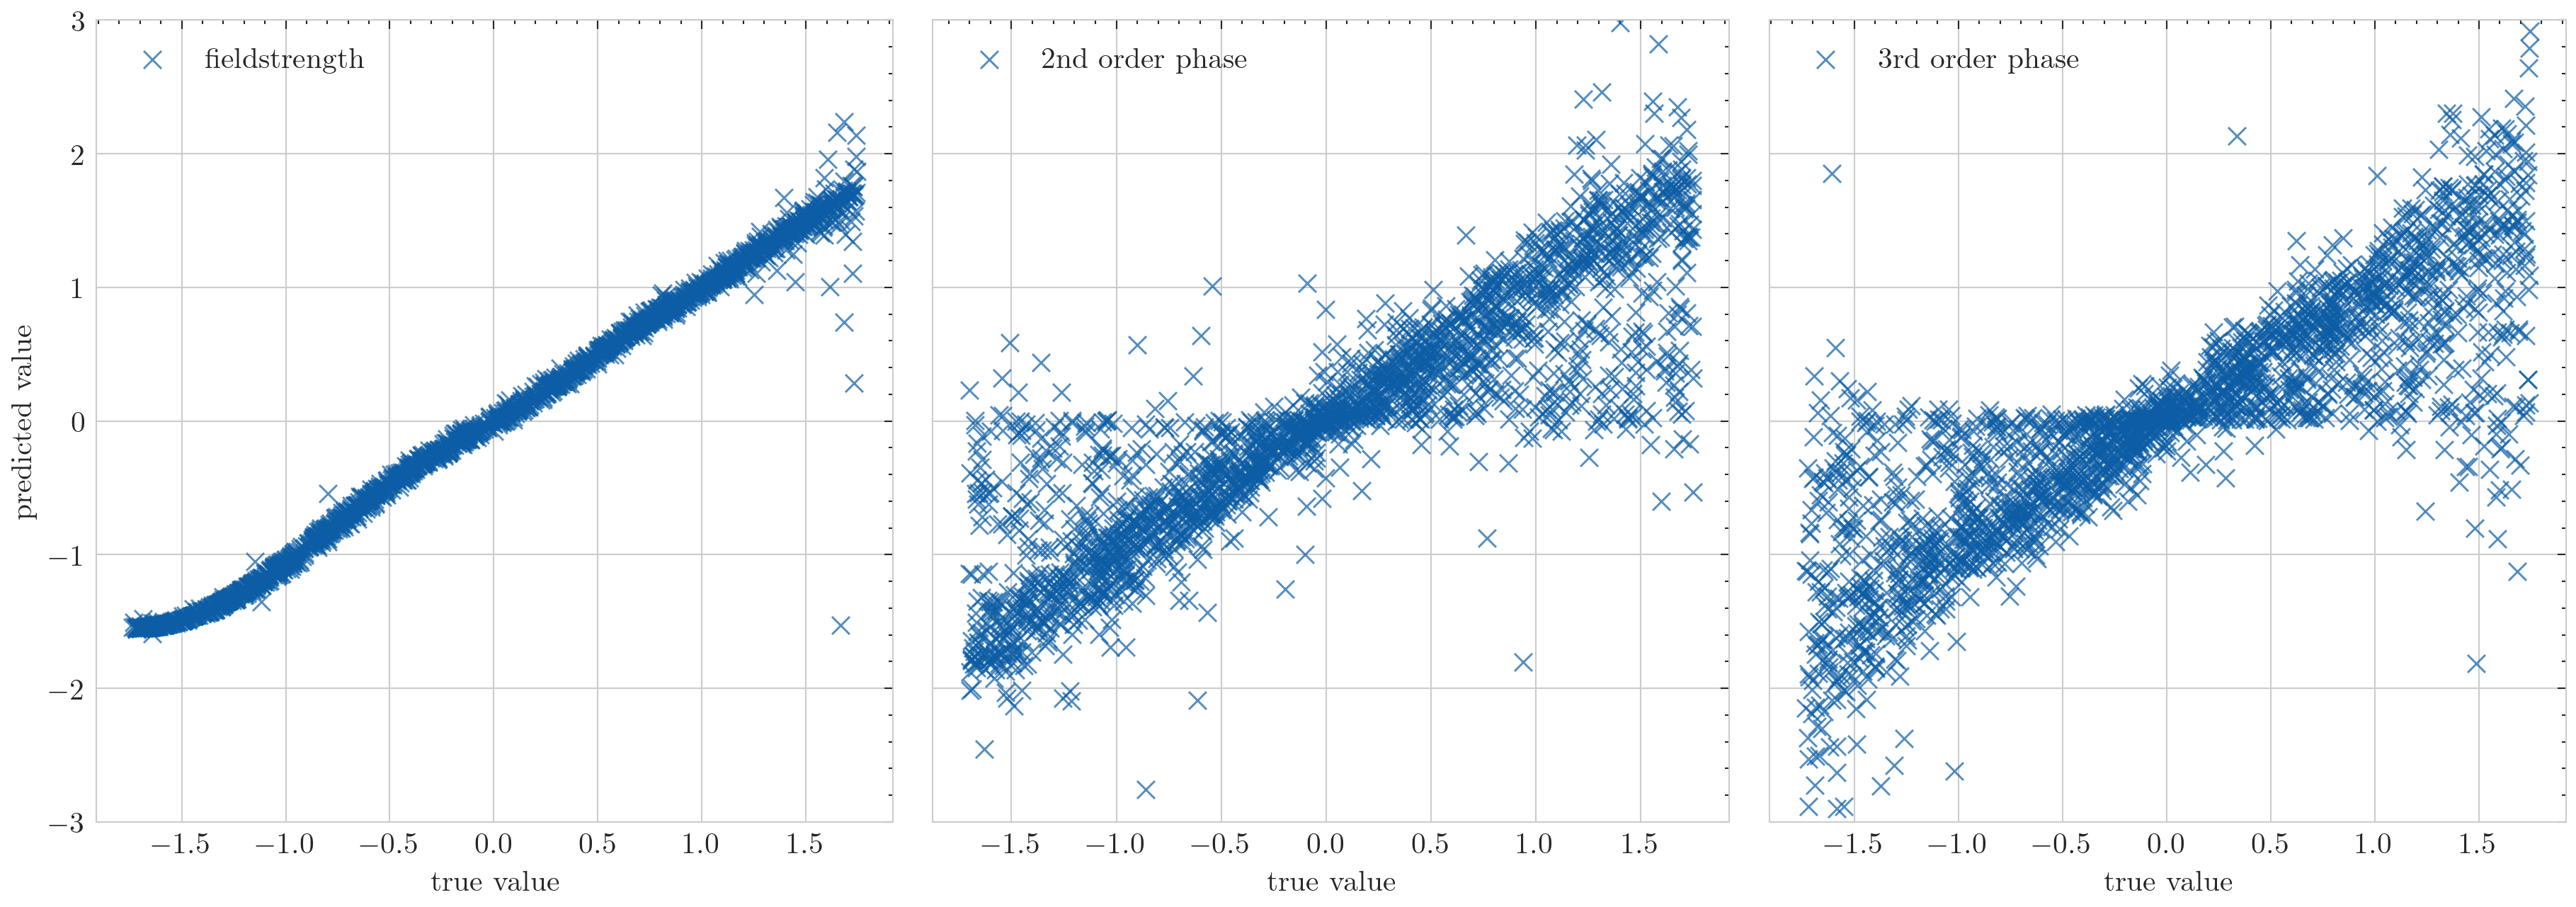 fieldstrength
2nd order phase
3rd order phase
3
2
1
0
−1
−2
−3
predicted value
−1.5 −1.0 −0.5 0.0 0.5 1.0 1.5
−1.5 −1.0 −0.5 0.0 0.5 1.0 1.5
−1.5 −1.0 −0.5 0.0 0.5 1.0 1.5
true value
true value
true value